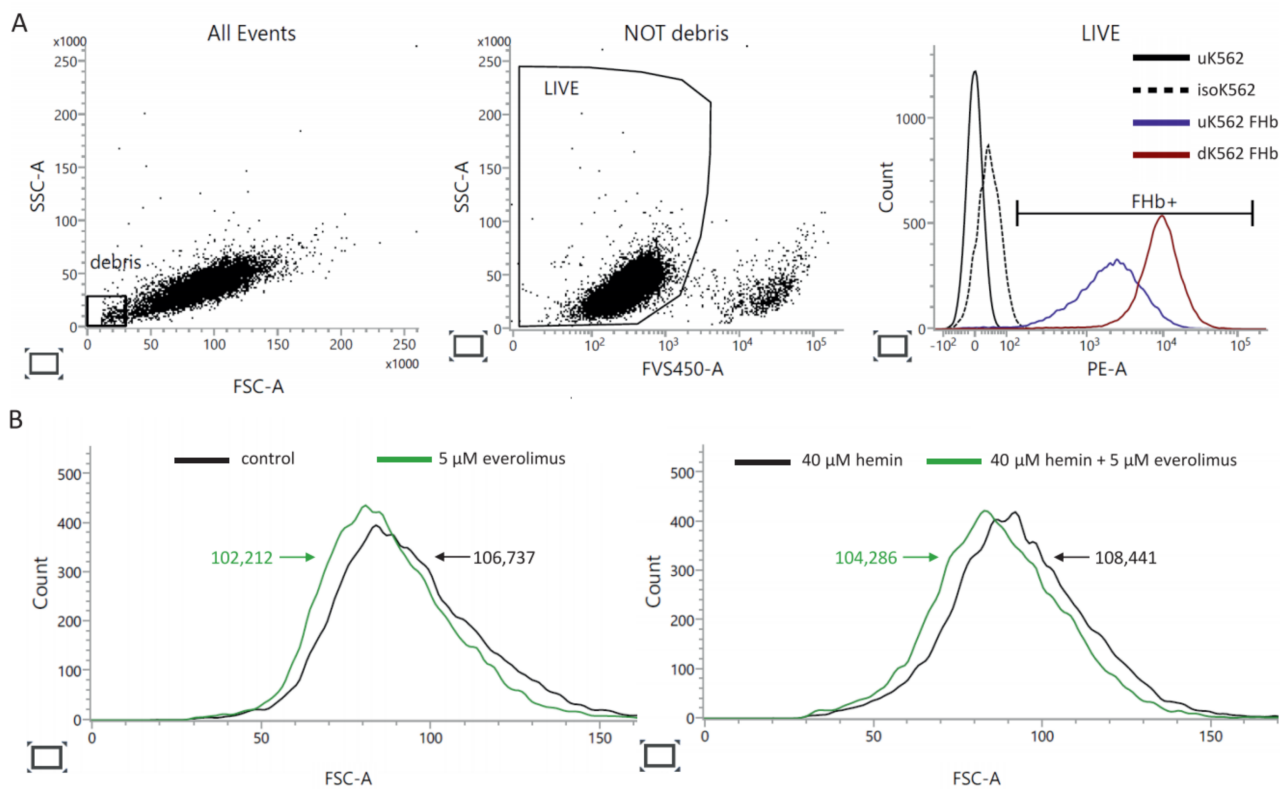 A
All Events
NOT debris
LIVE
x1000
250
200
150
100
50
0
SSC-A
debris
0
50
100
150
200
250
x1000
FSC-A
x1000
250
200
150
100
50
0
SSC-A
LIVE
0
10²
10³
10⁴
10⁵
FVS450-A
uK562
isoK562
uK562 FHb
dK562 FHb
FHb+
1000
500
0
Count
-10²
0
10²
10³
10⁴
10⁵
PE-A
B
control
5 µM everolimus
500
400
300
200
100
0
Count
102,212
106,737
0
50
100
150
FSC-A
40 µM hemin
40 µM hemin + 5 µM everolimus
500
400
300
200
100
0
Count
104,286
108,441
0
50
100
150
FSC-A